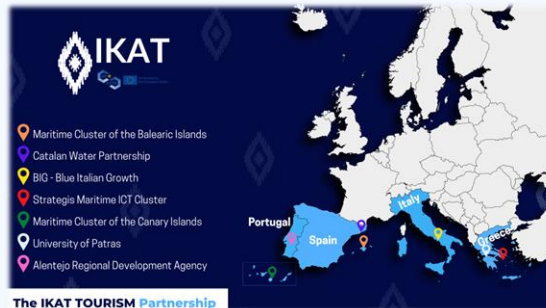 IKAT
Maritime Cluster of the Balearic Islands
Catalan Water Partnership
BIG - Blue Italian Growth
Strategis Maritime ICT Cluster
Maritime Cluster of the Canary Islands
University of Patras
Alentejo Regional Development Agency
Portugal
Spain
Italy
Greece
The IKAT TOURISM Partnership